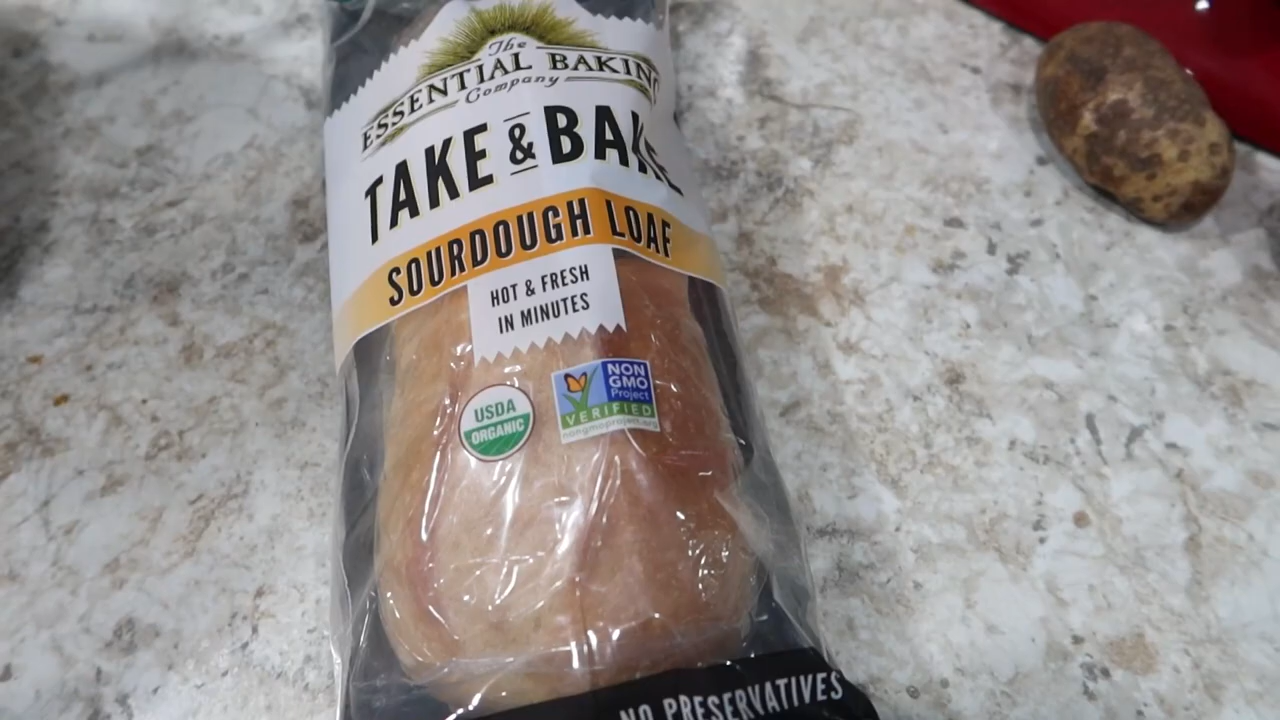 The
ESSENTIAL BAKING
Company
TAKE & BAKE
SOURDOUGH LOAF
HOT & FRESH
IN MINUTES
USDA
ORGANIC
NON
GMO
Project
VERIFIED
nongmoproject.org
NO PRESERVATIVES